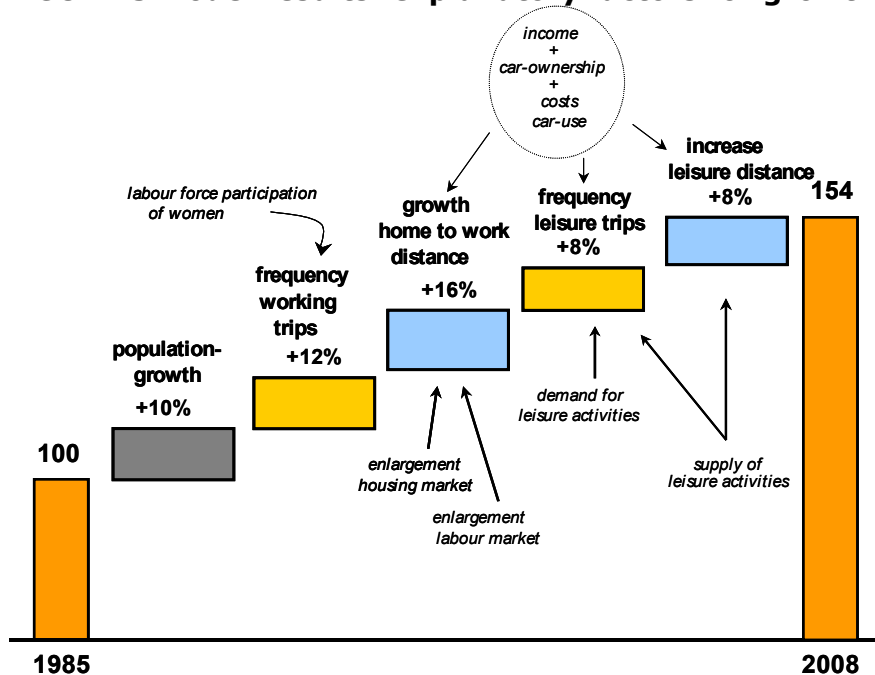 income
+
car-ownership
+
costs
car-use
increase
leisure distance
+8%
154
labour force participation
of women
growth
home to work
distance
+16%
frequency
leisure trips
+8%
frequency
working
trips
+12%
population-
growth
+10%
100
demand for
leisure activities
enlargement
housing market
supply of
leisure activities
enlargement
labour market
1985
2008